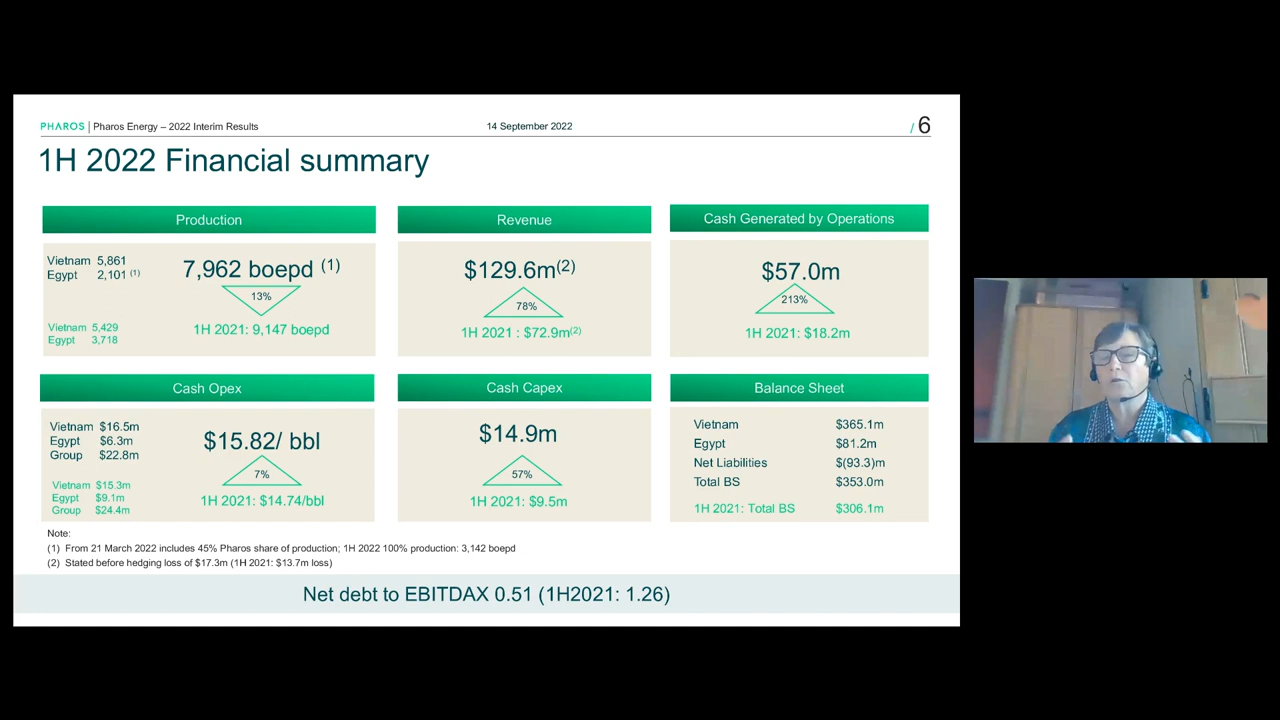 PHAROS | Pharos Energy – 2022 Interim Results
14 September 2022
/ 6
1H 2022 Financial summary
Production
Vietnam 5,861
Egypt 2,101 (1)
7,962 boepd (1)
13%
1H 2021: 9,147 boepd
Vietnam 5,429
Egypt 3,718
Revenue
$129.6m(2)
78%
1H 2021 : $72.9m(2)
Cash Generated by Operations
$57.0m
213%
1H 2021: $18.2m
Cash Opex
Vietnam $16.5m
Egypt $6.3m
Group $22.8m
$15.82/ bbl
7%
1H 2021: $14.74/bbl
Vietnam $15.3m
Egypt $9.1m
Group $24.4m
Cash Capex
$14.9m
57%
1H 2021: $9.5m
Balance Sheet
Vietnam $365.1m
Egypt $81.2m
Net Liabilities $(93.3)m
Total BS $353.0m
1H 2021: Total BS $306.1m
Note:
(1) From 21 March 2022 includes 45% Pharos share of production; 1H 2022 100% production: 3,142 boepd
(2) Stated before hedging loss of $17.3m (1H 2021: $13.7m loss)
Net debt to EBITDAX 0.51 (1H2021: 1.26)